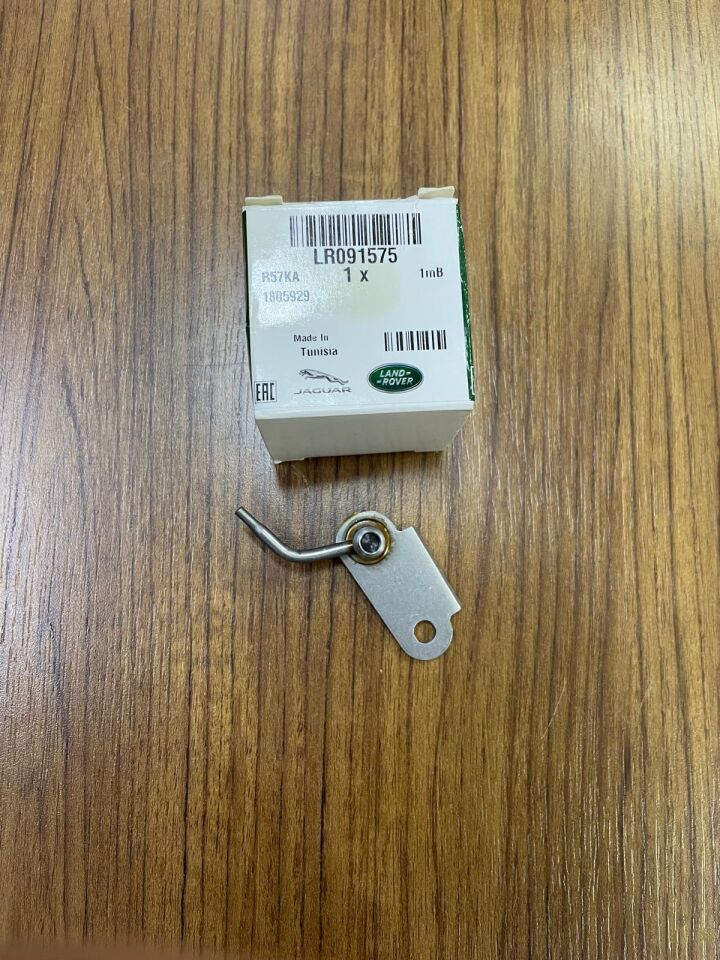 LR091575
R57KA 1 x 1mB
1805929
Made In
Tunisia
EAC
JAGUAR
LAND-
-ROVER